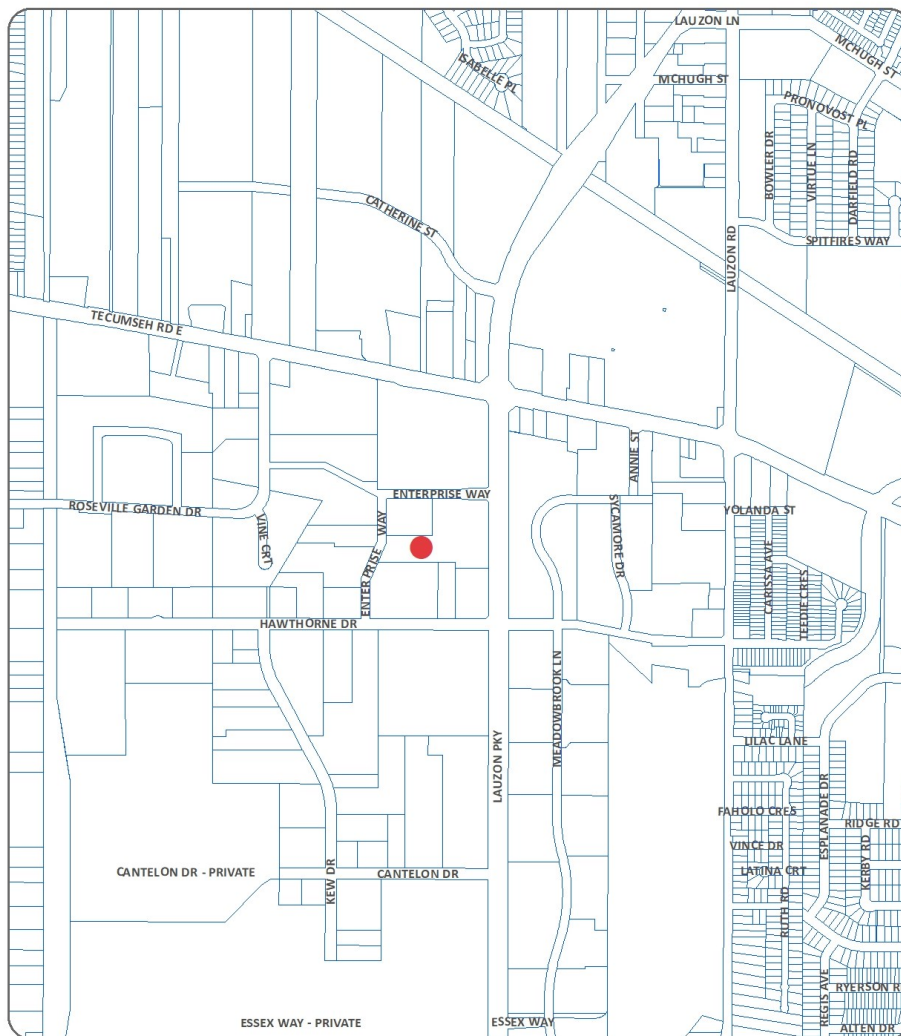 LAUZON LN
MCHUGH ST
ISABELLE PL
MCHUGH ST
PRONOVOST PL
BOWLER DR
VIRTUE LN
DARFIELD RD
CATHERINE ST
SPITFIRES WAY
LAUZON RD
TECUMSEH RD E
ANNIE ST
ENTERPRISE WAY
ROSEVILLE GARDEN DR
YOLANDA ST
VINE CRT
ENTERPRISE WAY
SYCAMORE DR
CARISSA AVE
TEEDIE CRES
HAWTHORNE DR
MEADOWBROOK LN
LILAC LANE
LAUZON PKY
FAHOLO CRES
ESPLANADE DR
RIDGE RD
VINCE DR
KERBY RD
CANTELON DR - PRIVATE
CANTELON DR
KEW DR
LATINA CRT
RUTH RD
REGIS AVE
RYERSON R
ESSEX WAY - PRIVATE
ESSEX WAY
ALTEN DR